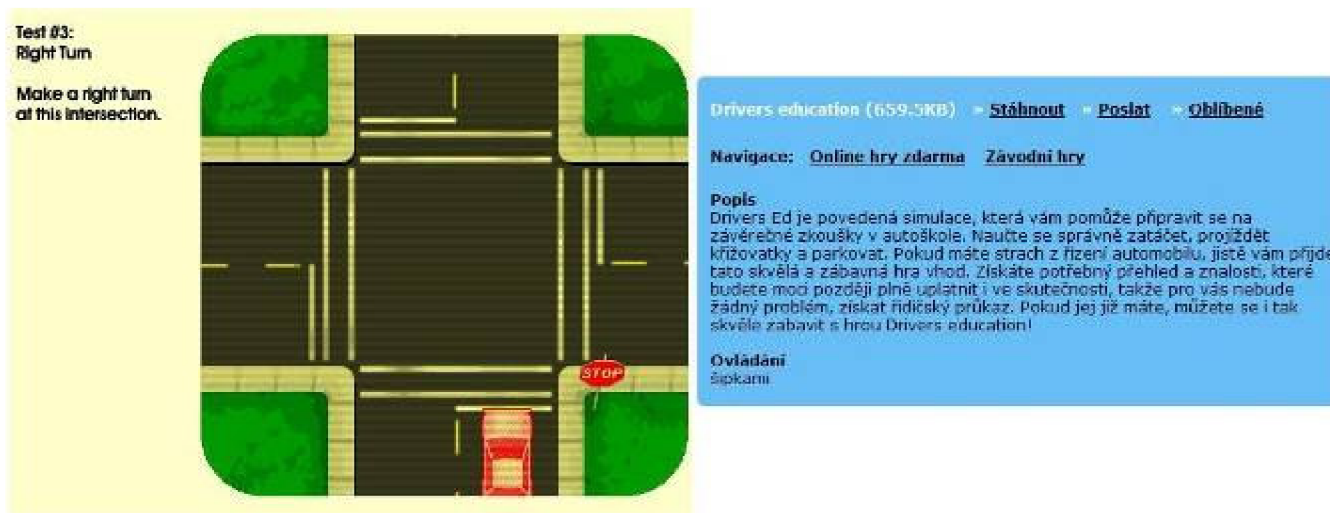 Test #3:
Right Turn
Make a right turn
at this intersection.
STOP
Drivers education (659.5KB) » Stáhnout » Poslat » Oblíbené
Navigace: Online hry zdarma Závodní hry
Popis
Drivers Ed je povedená simulace, která vám pomůže připravit se na
závěrečné zkoušky v autoškole. Naučte se správně zatáčet, projíždět
křižovatky a parkovat. Pokud máte strach z řízení automobilu, jistě vám přijde
tato skvělá a zábavná hra vhod. Získáte potřebný přehled a znalosti, které
budete moci později plně uplatnit i ve skutečnosti, takže pro vás nebude
žádný problém, získat řidičský průkaz. Pokud jej již máte, můžete se i tak
skvěle zabavit s hrou Drivers education!
Ovládání
šipkami